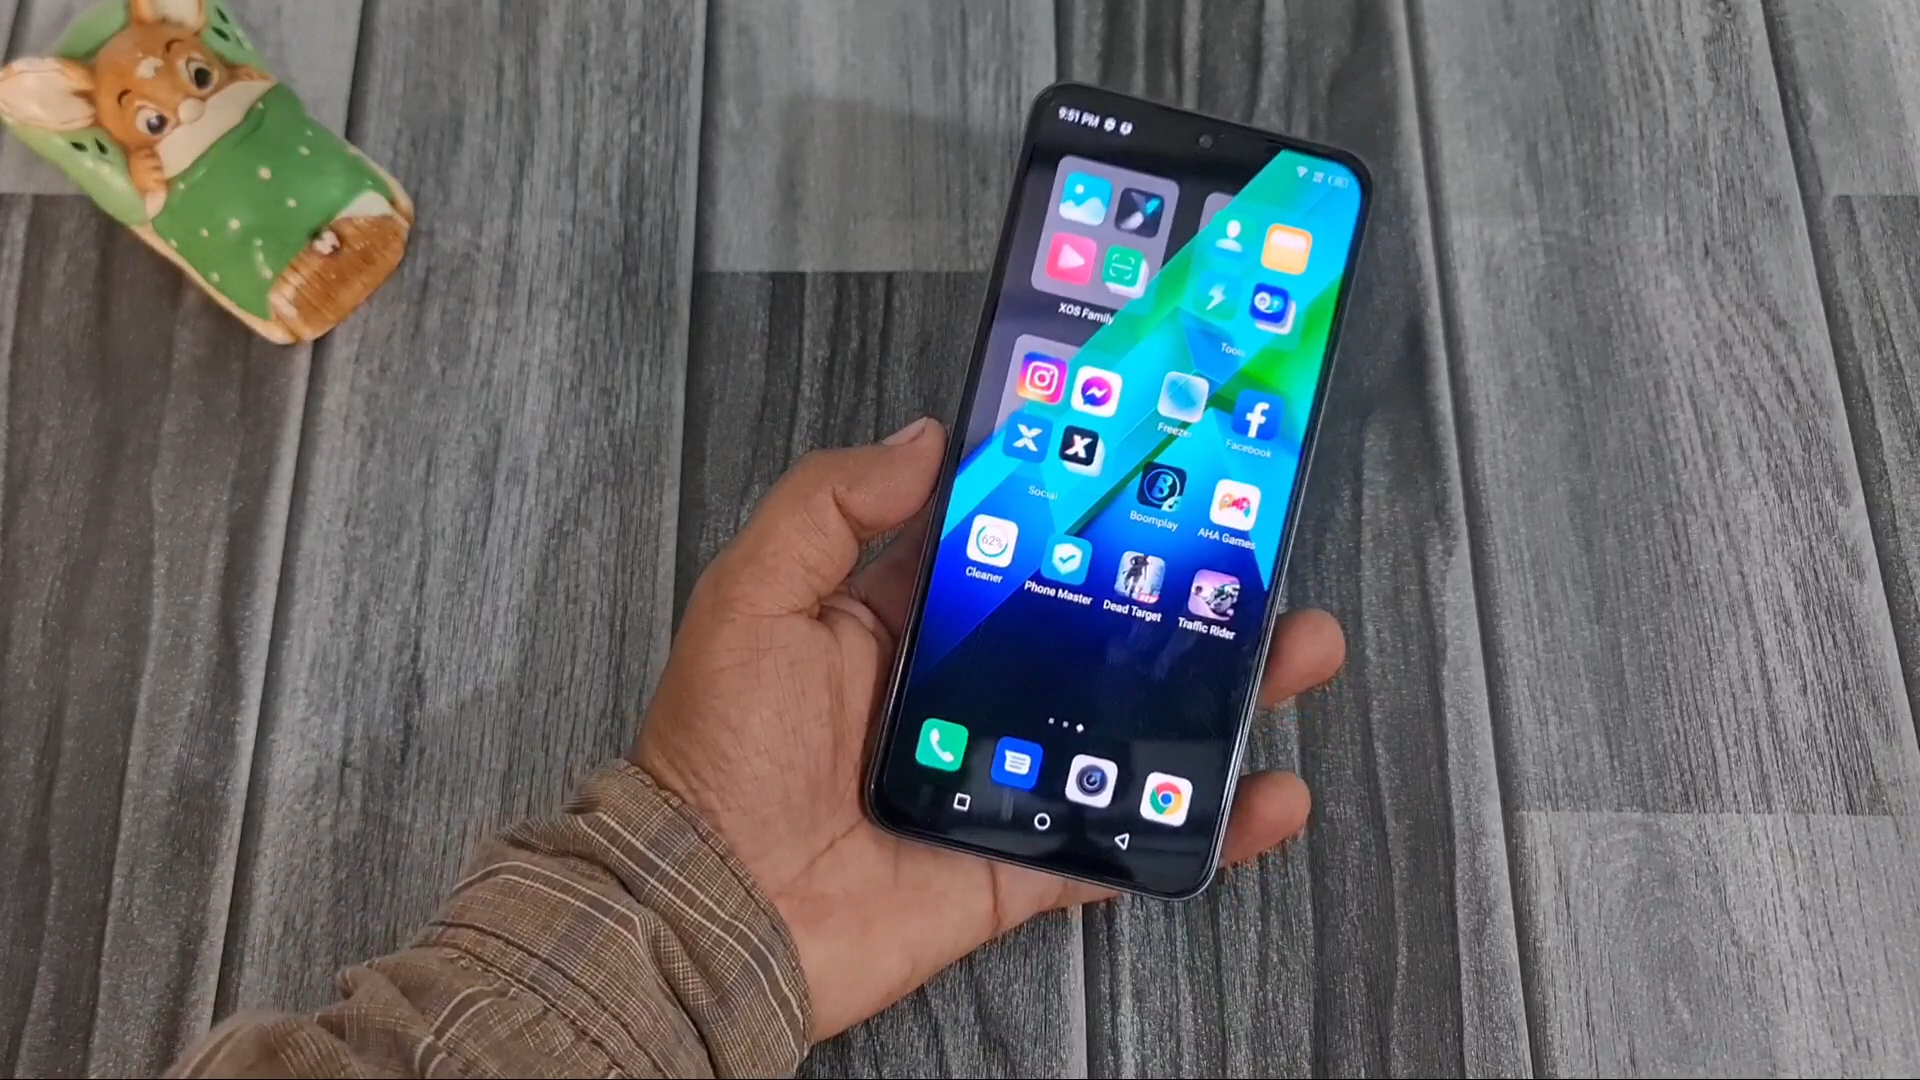 9:51 PM
XOS Family
Tools
Social
Freezer
Facebook
Boomplay
AHA Games
62%
Cleaner
Phone Master
Dead Target
Traffic Rider